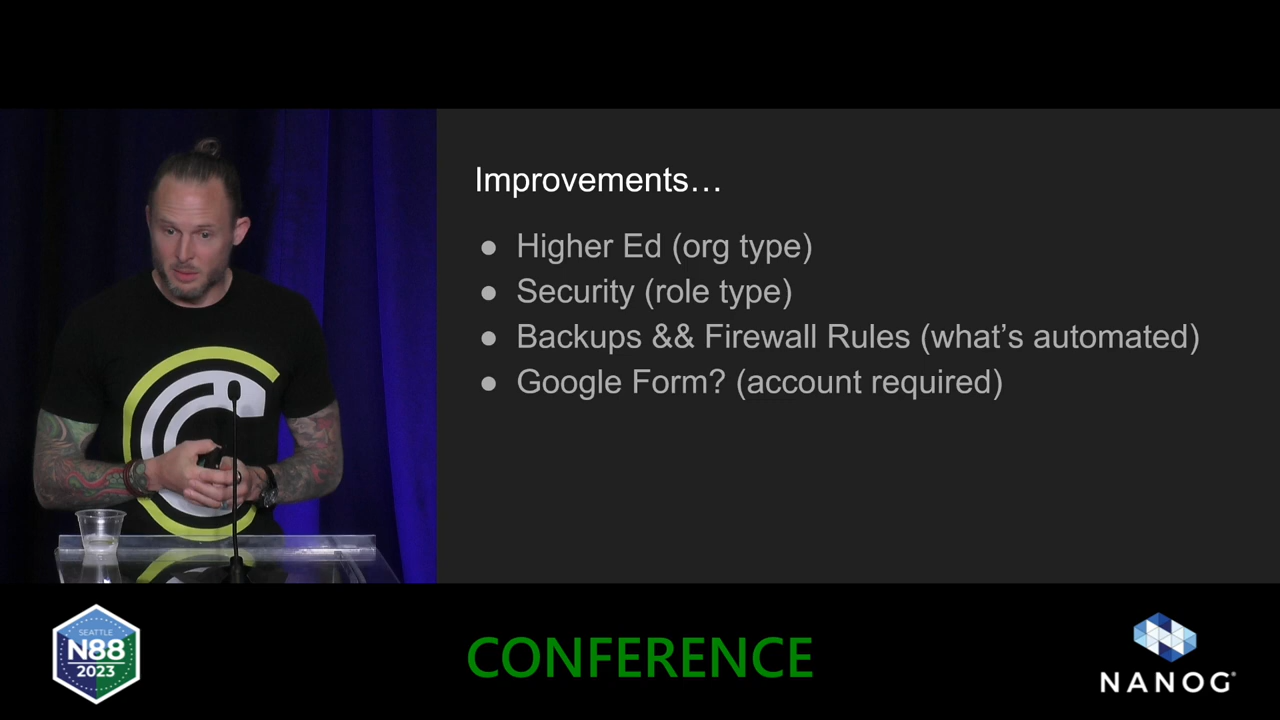 Improvements…
● Higher Ed (org type)
● Security (role type)
● Backups && Firewall Rules (what’s automated)
● Google Form? (account required)
SEATTLE
N88
2023
CONFERENCE
NANOG®